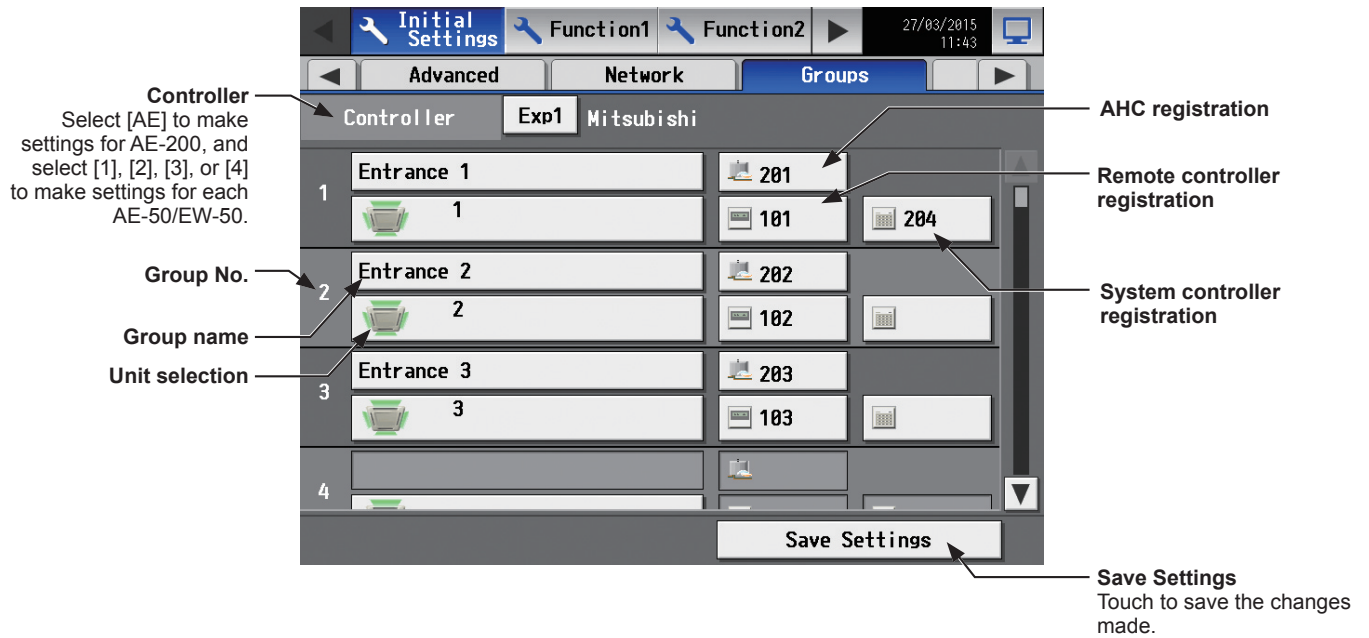 Initial Settings
Function1
Function2
27/03/2015
11:43
Advanced
Network
Groups
Controller
Exp1
Mitsubishi
1
Entrance 1
201
1
101
204
2
Entrance 2
202
2
102
3
Entrance 3
203
3
103
4
Save Settings
Controller
Select [AE] to make
settings for AE-200, and
select [1], [2], [3], or [4]
to make settings for each
AE-50/EW-50.
Group No.
Group name
Unit selection
AHC registration
Remote controller
registration
System controller
registration
Save Settings
Touch to save the changes
made.